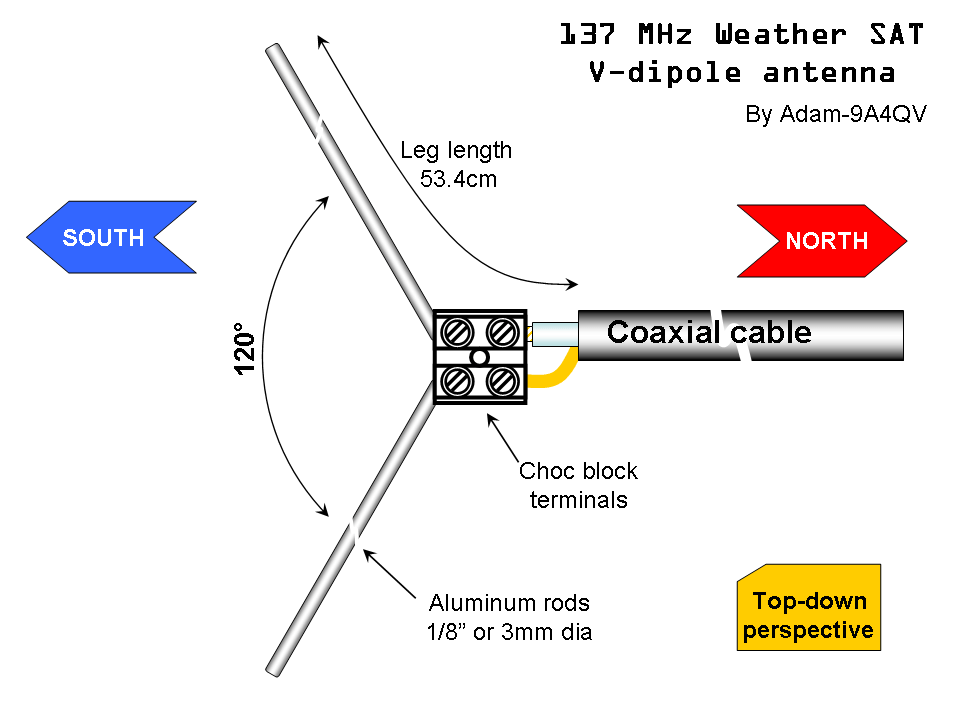 137 MHz Weather SAT
V-dipole antenna
By Adam-9A4QV
Leg length
53.4cm
SOUTH
NORTH
120°
Coaxial cable
Choc block
terminals
Aluminum rods
1/8” or 3mm dia
Top-down
perspective